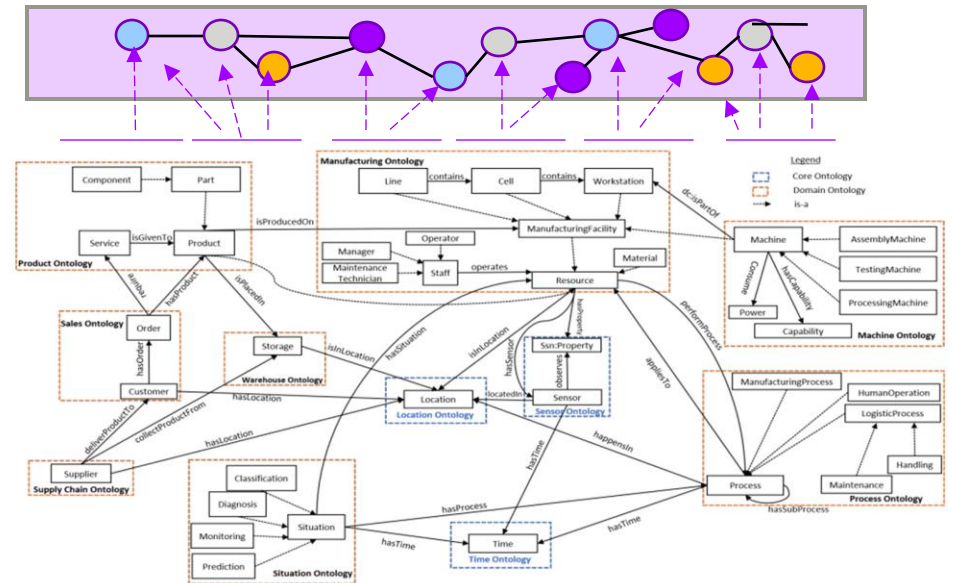 Manufacturing Ontology
Legend
Core Ontology
Domain Ontology
is-a
Component
Part
Line
contains
Cell
contains
Workstation
dc:isPartOf
isProducedOn
Service
isGivenTo
Product
Product Ontology
ManufacturingFacility
Operator
Manager
Maintenance
Technician
Staff
operates
Material
Resource
Machine
AssemblyMachine
TestingMachine
ProcessingMachine
Consume
hasCapability
Power
Capability
Machine Ontology
require
hasProduct
isPlacedIn
Sales Ontology
Order
hasOrder
Customer
Storage
Warehouse Ontology
isInLocation
hasSituation
isInLocation
hasSensor
hasProperty
Ssn:Property
observes
Sensor
Sensor Ontology
locatedIn
Location
Location Ontology
hasLocation
performProcess
appliesTo
ManufacturingProcess
HumanOperation
LogisticProcess
Handling
Maintenance
Process
Process Ontology
hasSubProcess
deliverProductTo
collectProductFrom
hasLocation
Supplier
Supply Chain Ontology
happensIn
hasTime
Classification
Diagnosis
Monitoring
Prediction
Situation
Situation Ontology
hasProcess
hasTime
hasTime
Time
Time Ontology